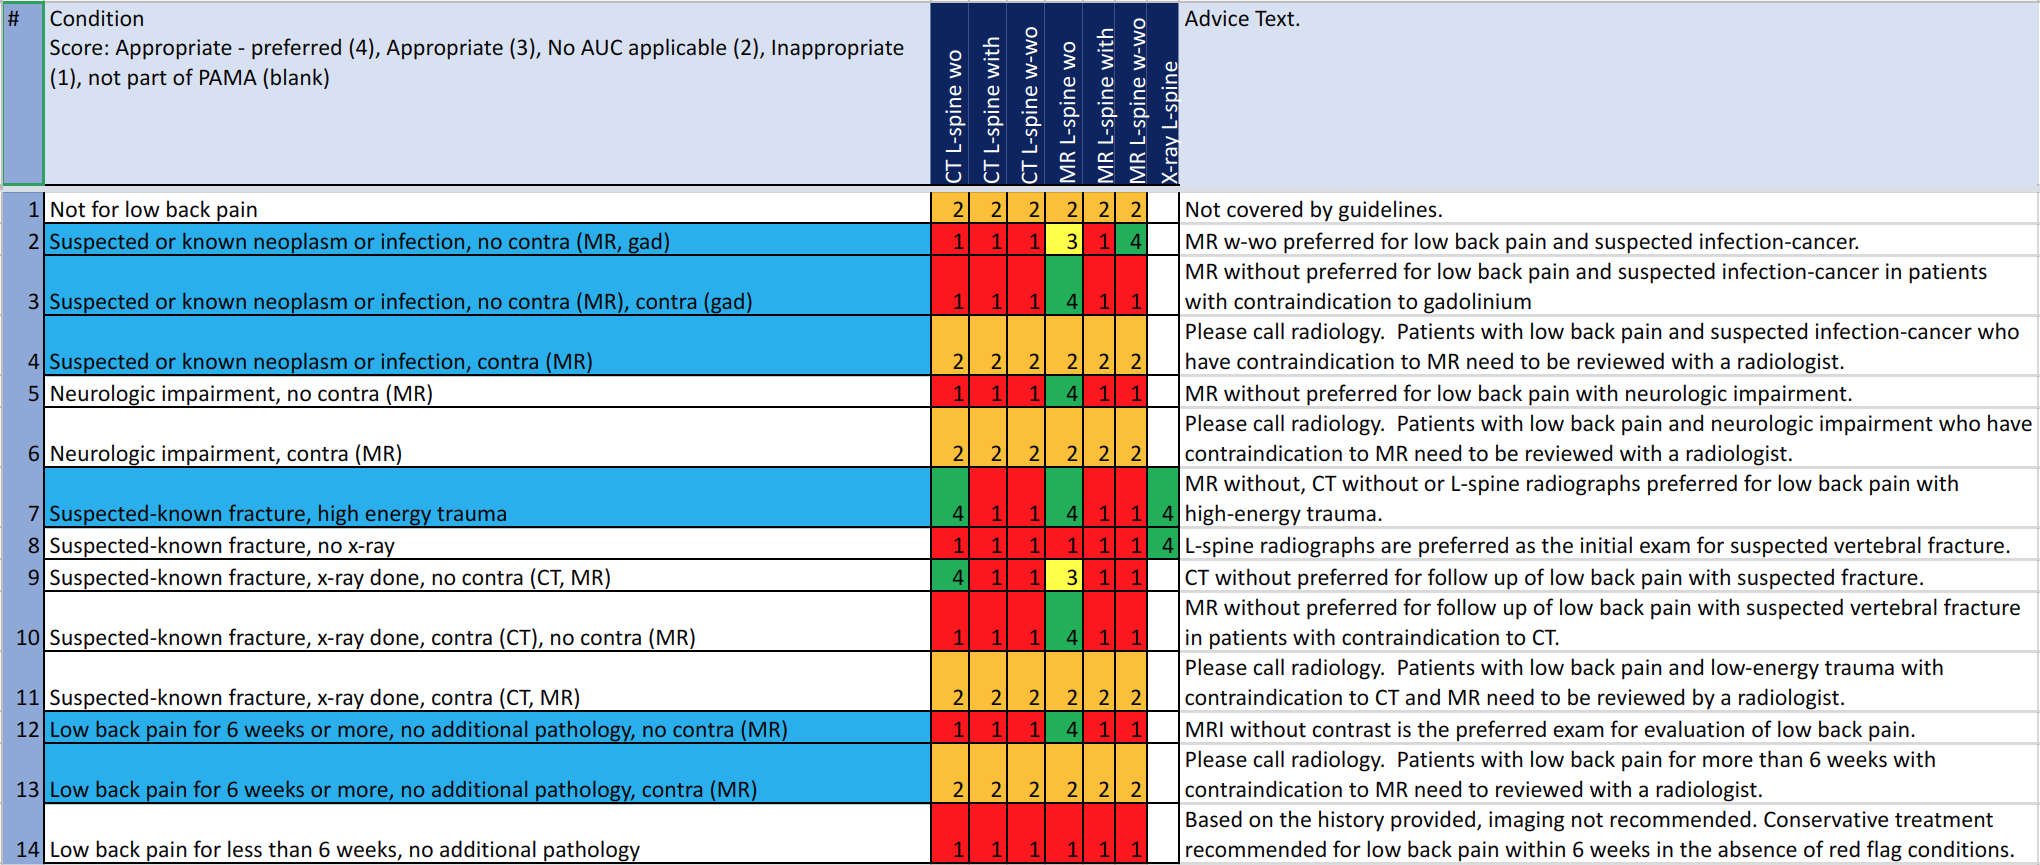 # Condition Advice Text.
Score: Appropriate - preferred (4), Appropriate (3), No AUC applicable (2), Inappropriate
(1), not part of PAMA (blank)
CT L-spine wo
CT L-spine with
CT L-spine w-wo
MR L-spine wo
MR L-spine with
MR L-spine w-wo
X-ray L-spine
1 Not for low back pain 2 2 2 2 2 2 Not covered by guidelines.
2 Suspected or known neoplasm or infection, no contra (MR, gad) 1 1 1 3 1 4 MR w-wo preferred for low back pain and suspected infection-cancer.
MR without preferred for low back pain and suspected infection-cancer in patients
3 Suspected or known neoplasm or infection, no contra (MR), contra (gad) 1 1 1 4 1 1 with contraindication to gadolinium
Please call radiology.  Patients with low back pain and suspected infection-cancer who
4 Suspected or known neoplasm or infection, contra (MR) 2 2 2 2 2 2 have contraindication to MR need to be reviewed with a radiologist.
5 Neurologic impairment, no contra (MR) 1 1 1 4 1 1 MR without preferred for low back pain with neurologic impairment.
Please call radiology.  Patients with low back pain and neurologic impairment who have
6 Neurologic impairment, contra (MR) 2 2 2 2 2 2 contraindication to MR need to be reviewed with a radiologist.
MR without, CT without or L-spine radiographs preferred for low back pain with
7 Suspected-known fracture, high energy trauma 4 1 1 4 1 1 4 high-energy trauma.
8 Suspected-known fracture, no x-ray 1 1 1 1 1 1 4 L-spine radiographs are preferred as the initial exam for suspected vertebral fracture.
9 Suspected-known fracture, x-ray done, no contra (CT, MR) 4 1 1 3 1 1 CT without preferred for follow up of low back pain with suspected fracture.
MR without preferred for follow up of low back pain with suspected vertebral fracture
10 Suspected-known fracture, x-ray done, contra (CT), no contra (MR) 1 1 1 4 1 1 in patients with contraindication to CT.
Please call radiology.  Patients with low back pain and low-energy trauma with
11 Suspected-known fracture, x-ray done, contra (CT, MR) 2 2 2 2 2 2 contraindication to CT and MR need to be reviewed by a radiologist.
12 Low back pain for 6 weeks or more, no additional pathology, no contra (MR) 1 1 1 4 1 1 MRI without contrast is the preferred exam for evaluation of low back pain.
Please call radiology.  Patients with low back pain for more than 6 weeks with
13 Low back pain for 6 weeks or more, no additional pathology, contra (MR) 2 2 2 2 2 2 contraindication to MR need to reviewed with a radiologist.
Based on the history provided, imaging not recommended. Conservative treatment
14 Low back pain for less than 6 weeks, no additional pathology 1 1 1 1 1 1 recommended for low back pain within 6 weeks in the absence of red flag conditions.